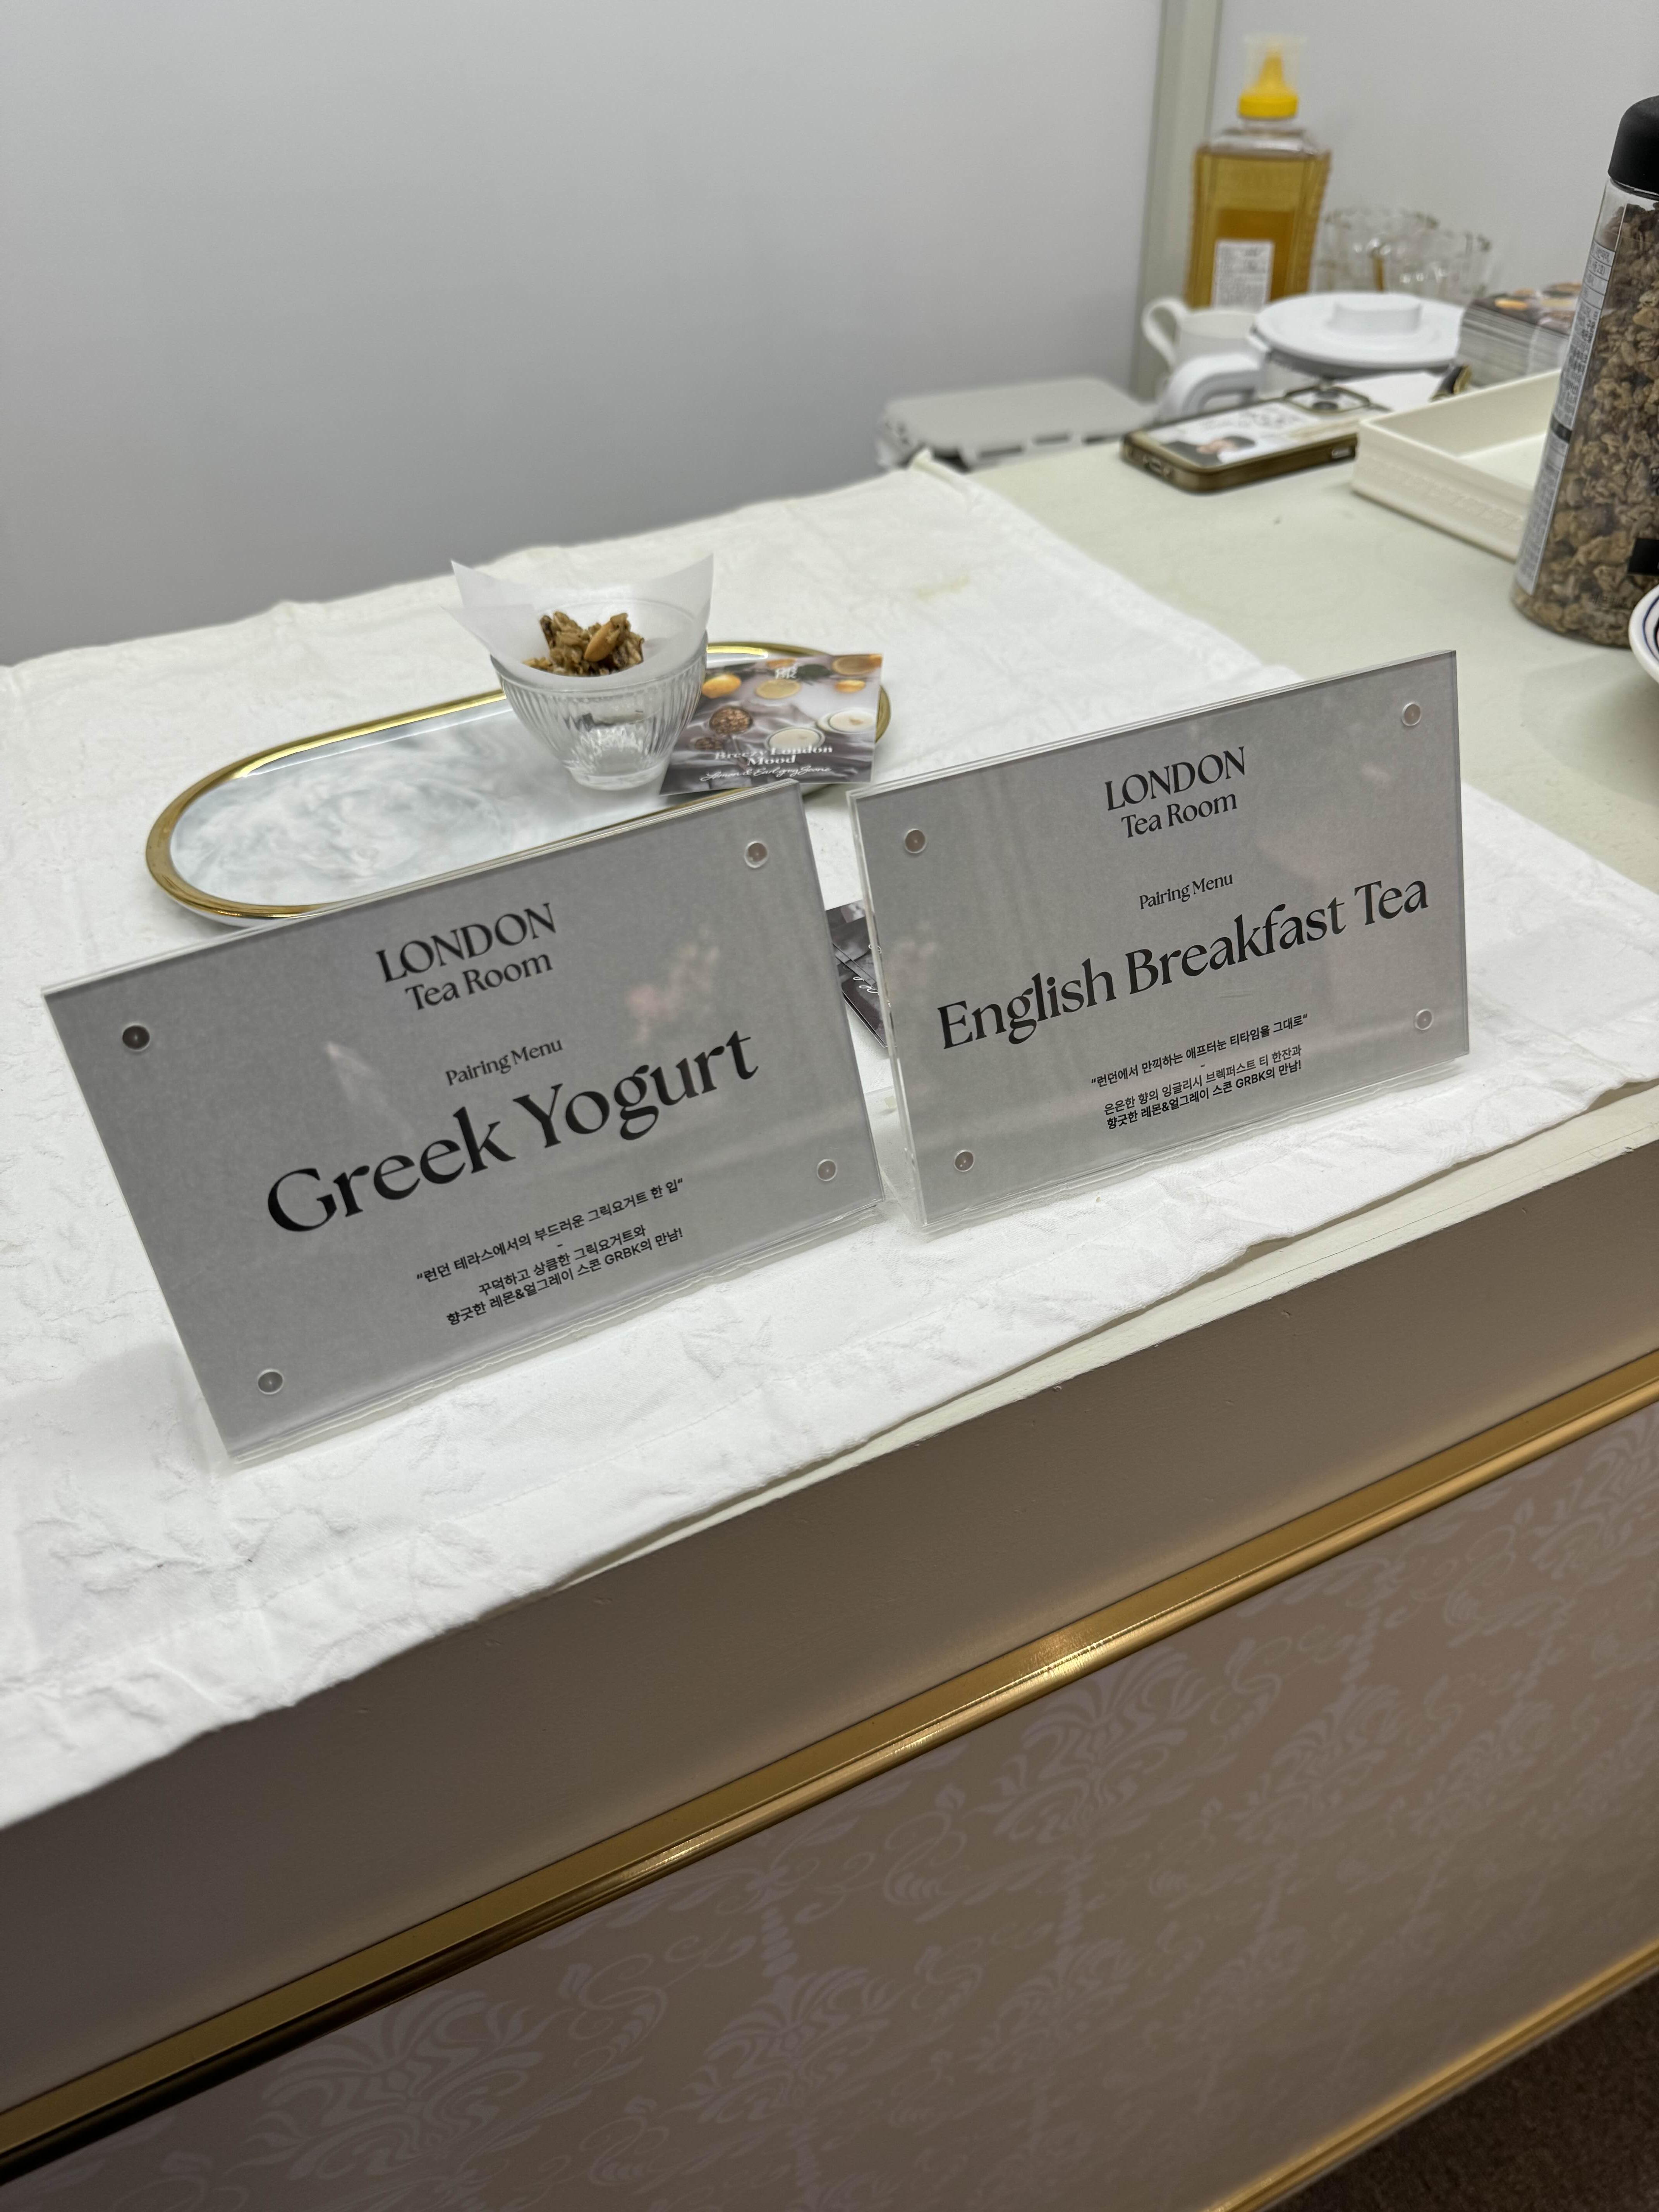 LONDON
Tea Room
Pairing Menu
Greek Yogurt
"런던 테라스에서의 부드러운 그릭요거트 한 입"
-
꾸덕하고 상큼한 그릭요거트와
향긋한 레몬&얼그레이 스콘 GRBK의 만남!
LONDON
Tea Room
Pairing Menu
English Breakfast Tea
"런던에서 만끽하는 애프터눈 티타임을 그대로"
-
은은한 향의 잉글리시 브렉퍼스트 티 한잔과
향긋한 레몬&얼그레이 스콘 GRBK의 만남!
Breezy London
Mood
Lemon & Earlgrey Scone